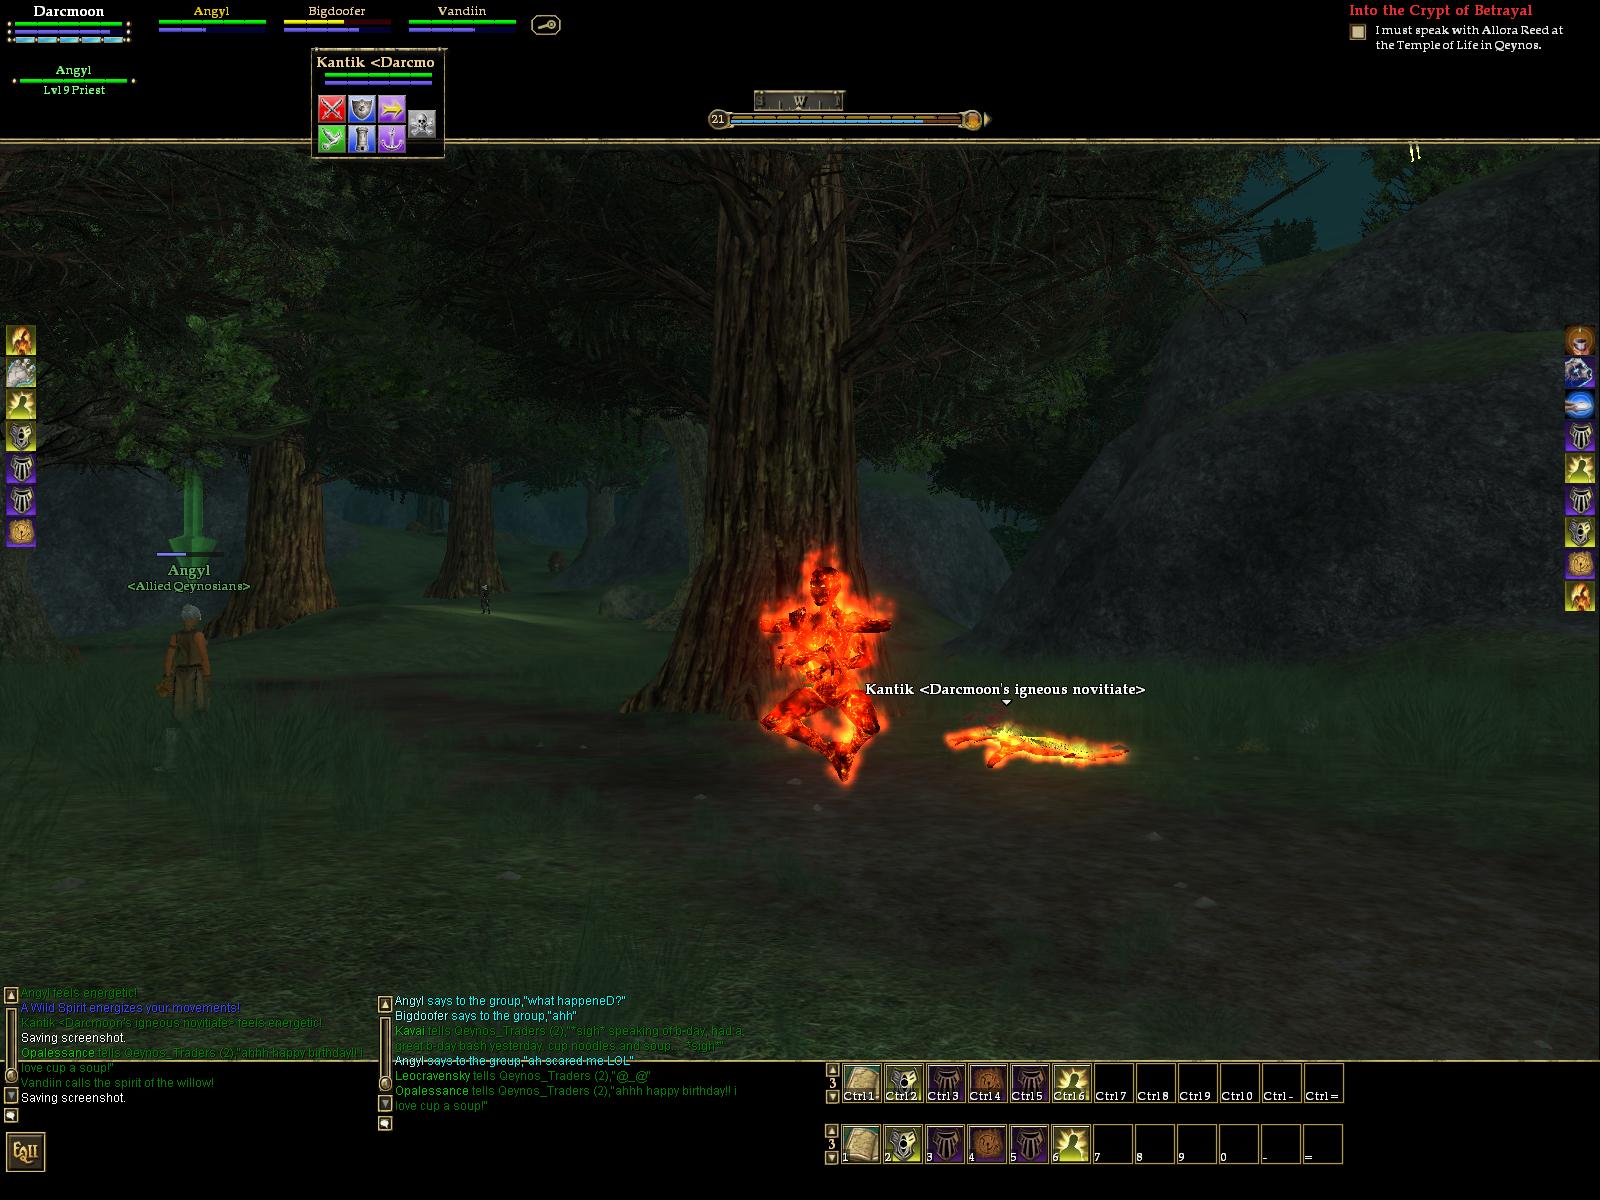 Darcmoon
Angyl
Bigdoofer
Vandiin
Into the Crypt of Betrayal
I must speak with Allora Reed at
the Temple of Life in Qeynos.
Angyl
Lvl 9 Priest
Kantik <Darcmo
S W N
21
Angyl
<Allied Qeynosians>
Kantik <Darcmoon's igneous novitiate>
Angyl feels energetic!
A Wild Spirit energizes your movements!
Kantik <Darcmoon's igneous novitiate> feels energetic!
Saving screenshot.
Opalessance tells Qeynos_Traders (2),"ahhh happy birthday!! i
love cup a soup!"
Vandiin calls the spirit of the willow!
Saving screenshot.
Angyl says to the group,"what happeneD?"
Bigdoofer says to the group,"ahh"
Kavai tells Qeynos_Traders (2),"*sigh* speaking of b-day, had a
great b-day bash yesterday, cup noodles and soup... *sigh*"
Angyl says to the group,"ah scared me LOL"
Leocravensky tells Qeynos_Traders (2),"@_@"
Opalessance tells Qeynos_Traders (2),"ahhh happy birthday!! i
love cup a soup!"
3
Ctrl1 Ctrl2 Ctrl3 Ctrl4 Ctrl5 Ctrl6 Ctrl7 Ctrl8 Ctrl9 Ctrl0 Ctrl- Ctrl=
3
1 2 3 4 5 6 7 8 9 0 - =
EQII